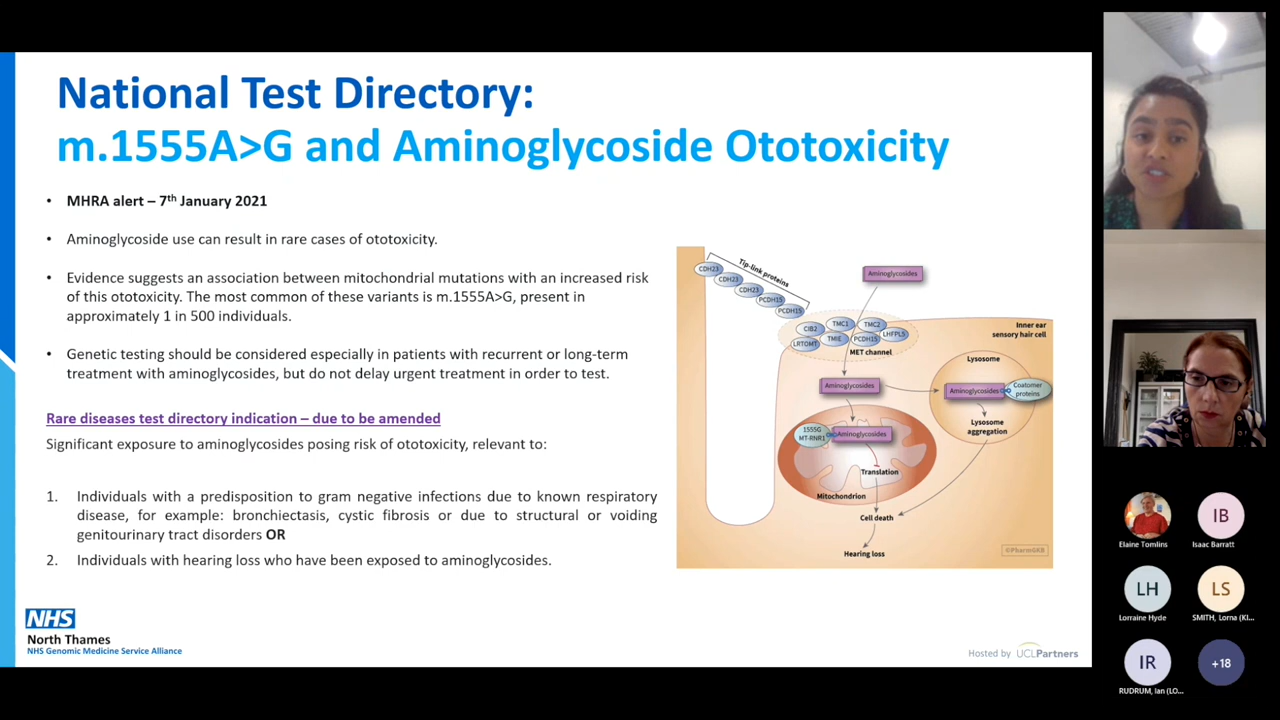 National Test Directory:
m.1555A>G and Aminoglycoside Ototoxicity
• MHRA alert – 7th January 2021
• Aminoglycoside use can result in rare cases of ototoxicity.
• Evidence suggests an association between mitochondrial mutations with an increased risk
of this ototoxicity. The most common of these variants is m.1555A>G, present in
approximately 1 in 500 individuals.
• Genetic testing should be considered especially in patients with recurrent or long-term
treatment with aminoglycosides, but do not delay urgent treatment in order to test.
Rare diseases test directory indication – due to be amended
Significant exposure to aminoglycosides posing risk of ototoxicity, relevant to:
1. Individuals with a predisposition to gram negative infections due to known respiratory
disease, for example: bronchiectasis, cystic fibrosis or due to structural or voiding
genitourinary tract disorders OR
2. Individuals with hearing loss who have been exposed to aminoglycosides.
Tip-link proteins
CDH23
CDH23
CDH23
PCDH15
PCDH15
Aminoglycosides
CIB2
TMC1
TMC2
LRTOMT
TMIE
PCDH15
LHFPL5
MET channel
Inner ear
sensory hair cell
Lysosome
Aminoglycosides
Aminoglycosides
Coatomer
proteins
Lysosome
aggregation
1555G
MT-RNR1
Aminoglycosides
Translation
Mitochondrion
Cell death
Hearing loss
©PharmGKB
NHS
North Thames
NHS Genomic Medicine Service Alliance
Hosted by UCLPartners
IB
Elaine Tomlins
Isaac Barratt
LH
LS
Lorraine Hyde
SMITH, Lorna (KI...
IR
+18
RUDRUM, Ian (LO...